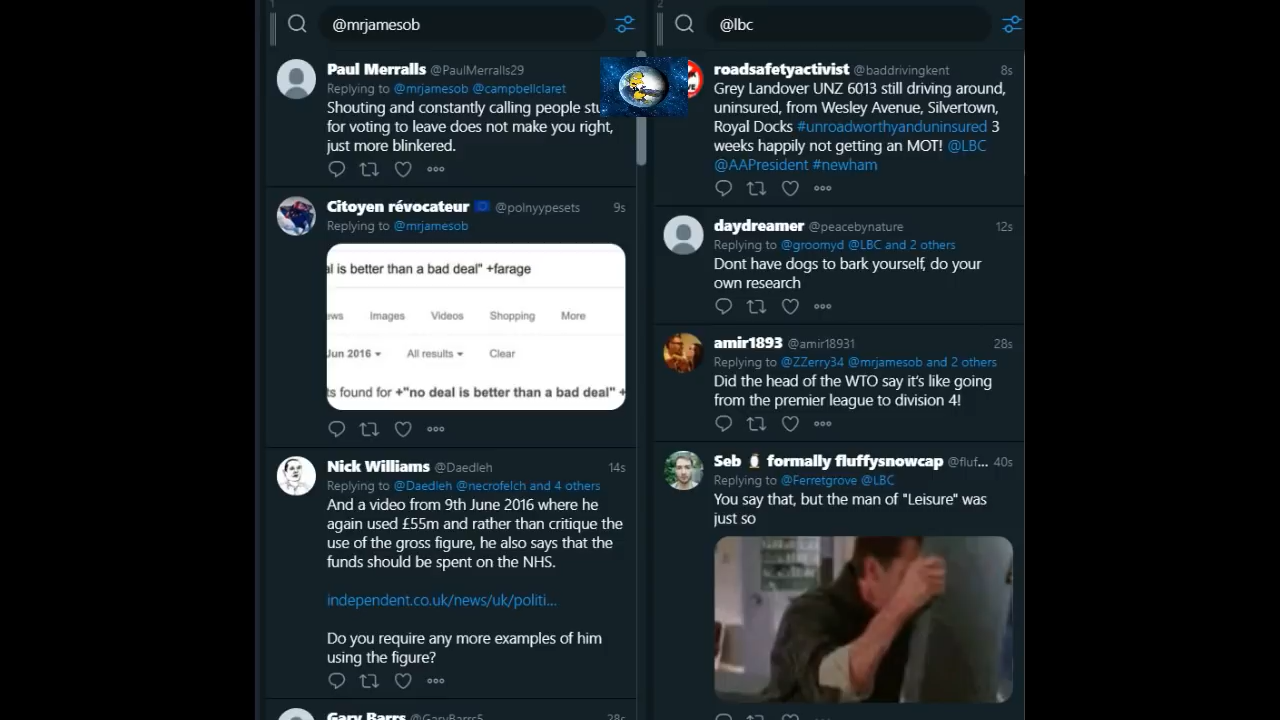 1
@mrjamesob
Paul Merralls @PaulMerralls29
Replying to @mrjamesob @campbellclaret
Shouting and constantly calling people stu
for voting to leave does not make you right,
just more blinkered.
Citoyen révocateur @polnyypesets 9s
Replying to @mrjamesob
al is better than a bad deal" +farage
ews Images Videos Shopping More
Jun 2016 All results Clear
ts found for +"no deal is better than a bad deal" +
Nick Williams @Daedleh 14s
Replying to @Daedleh @necrofelch and 4 others
And a video from 9th June 2016 where he
again used £55m and rather than critique the
use of the gross figure, he also says that the
funds should be spent on the NHS.
independent.co.uk/news/uk/politi...
Do you require any more examples of him
using the figure?
Gary Barrs @GaryBarrs5 28s
2
@lbc
roadsafetyactivist @baddrivingkent 8s
Grey Landover UNZ 6013 still driving around,
uninsured, from Wesley Avenue, Silvertown,
Royal Docks #unroadworthyanduninsured 3
weeks happily not getting an MOT! @LBC
@AAPresident #newham
daydreamer @peacebynature 12s
Replying to @groomyd @LBC and 2 others
Dont have dogs to bark yourself, do your
own research
amir1893 @amir18931 28s
Replying to @ZZerry34 @mrjamesob and 2 others
Did the head of the WTO say it's like going
from the premier league to division 4!
Seb formally fluffysnowcap @fluf... 40s
Replying to @Ferretgrove @LBC
You say that, but the man of "Leisure" was
just so